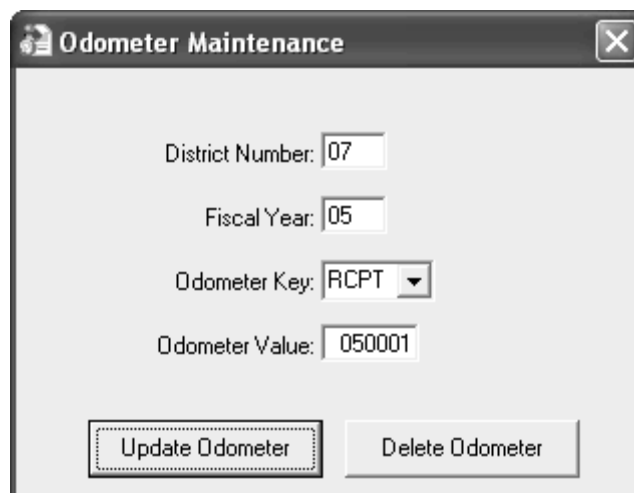 Odometer Maintenance
District Number: 07
Fiscal Year: 05
Odometer Key: RCPT
Odometer Value: 050001
Update Odometer Delete Odometer